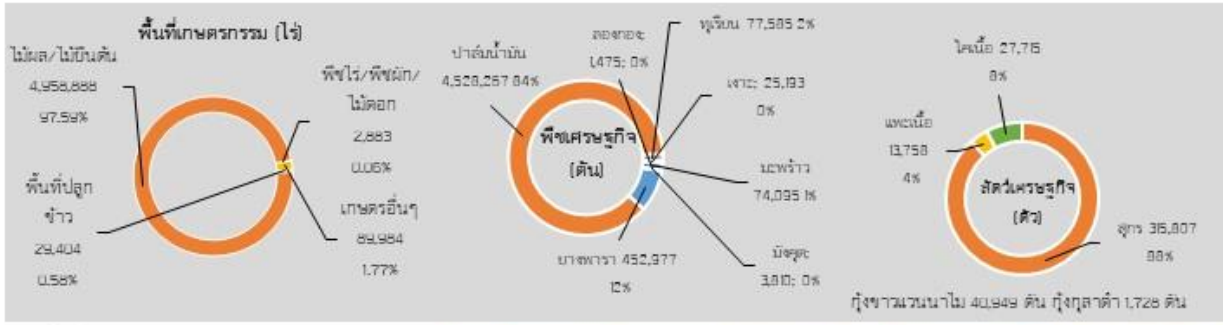 พื้นที่เกษตรกรรม (ไร่)
ไม้ผล/ไม้ยืนต้น
4,958,888
97.59%
พืชไร่/พืชผัก/
ไม้ดอก
2,883
0.06%
พื้นที่ปลูก
ข้าว
29,404
0.58%
เกษตรอื่นๆ
89,984
1.77%
พืชเศรษฐกิจ
(ตัน)
ปาล์มน้ำมัน
4,528,267 84%
ลองกอง;
1,475; 0%
ทุเรียน 77,585 2%
เงาะ; 25,193
0%
มะพร้าว
74,095 1%
มังคุด;
3,810; 0%
ยางพารา 452,977
12%
สัตว์เศรษฐกิจ
(ตัว)
โคเนื้อ 27,715
8%
แพะเนื้อ
13,758
4%
สุกร 315,807
88%
กุ้งขาวแวนนาไม 40,949 ตัน กุ้งกุลาดำ 1,728 ตัน